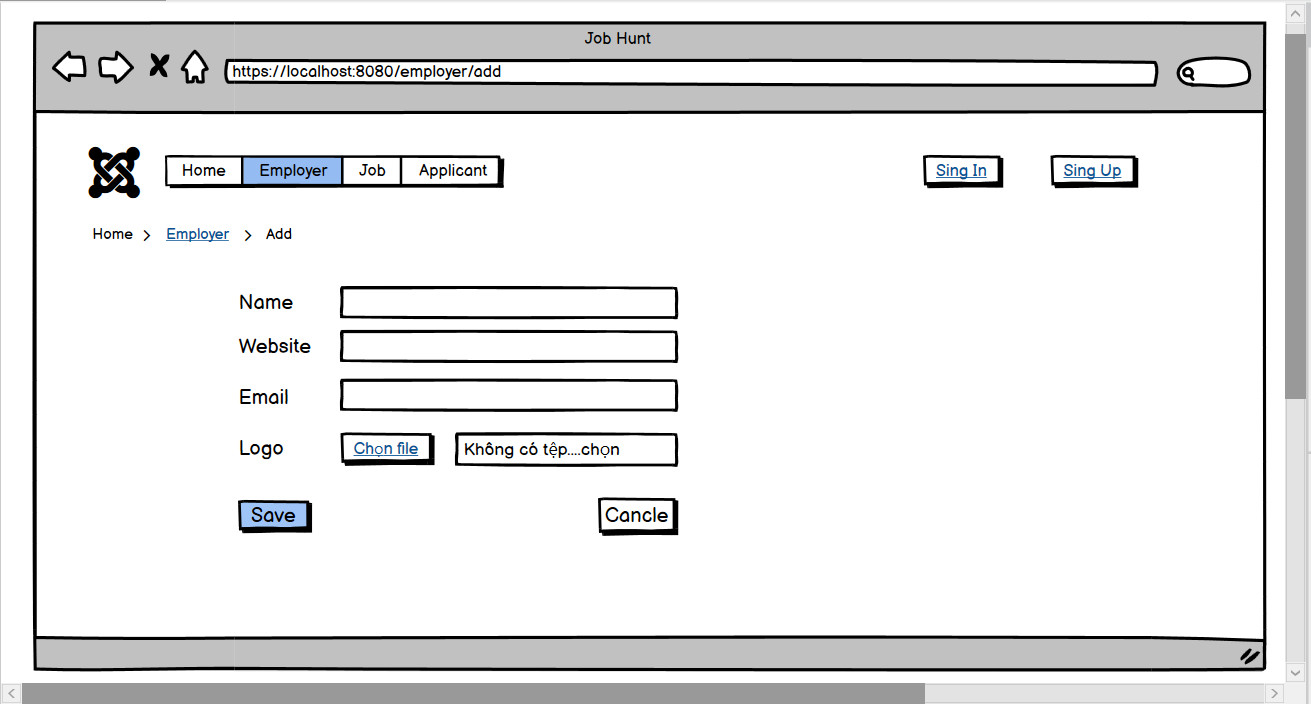 Job Hunt
https://localhost:8080/employer/add
Home Employer Job Applicant Sing In Sing Up
Home > Employer > Add
Name
Website
Email
Logo Chọn file Không có tệp....chọn
Save Cancle